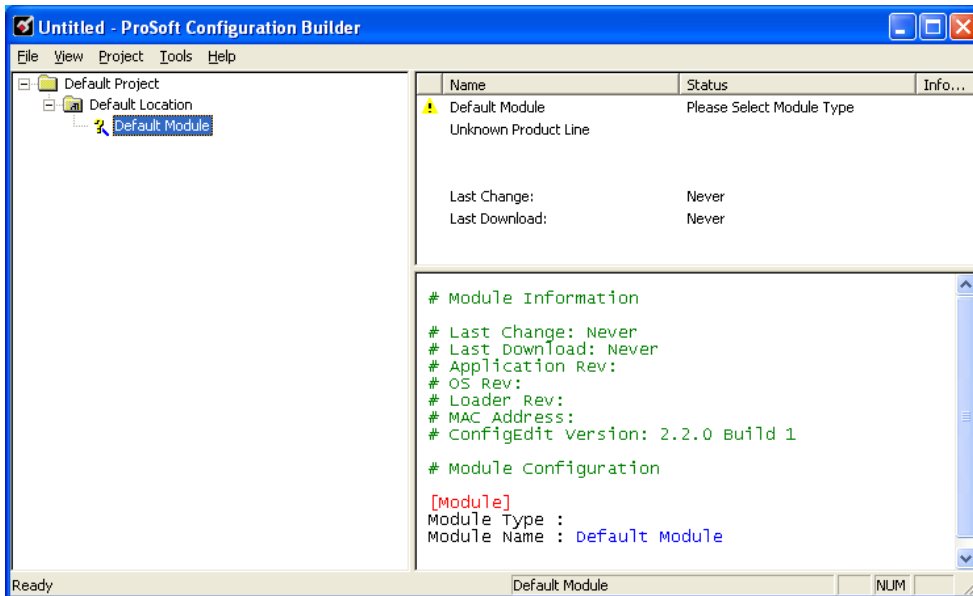 Untitled - ProSoft Configuration Builder
File View Project Tools Help
Default Project
Default Location
Default Module
Name Status Info...
Default Module Please Select Module Type
Unknown Product Line
Last Change: Never
Last Download: Never
# Module Information
# Last Change: Never
# Last Download: Never
# Application Rev:
# OS Rev:
# Loader Rev:
# MAC Address:
# ConfigEdit Version: 2.2.0 Build 1
# Module Configuration
[Module]
Module Type :
Module Name : Default Module
Ready Default Module NUM